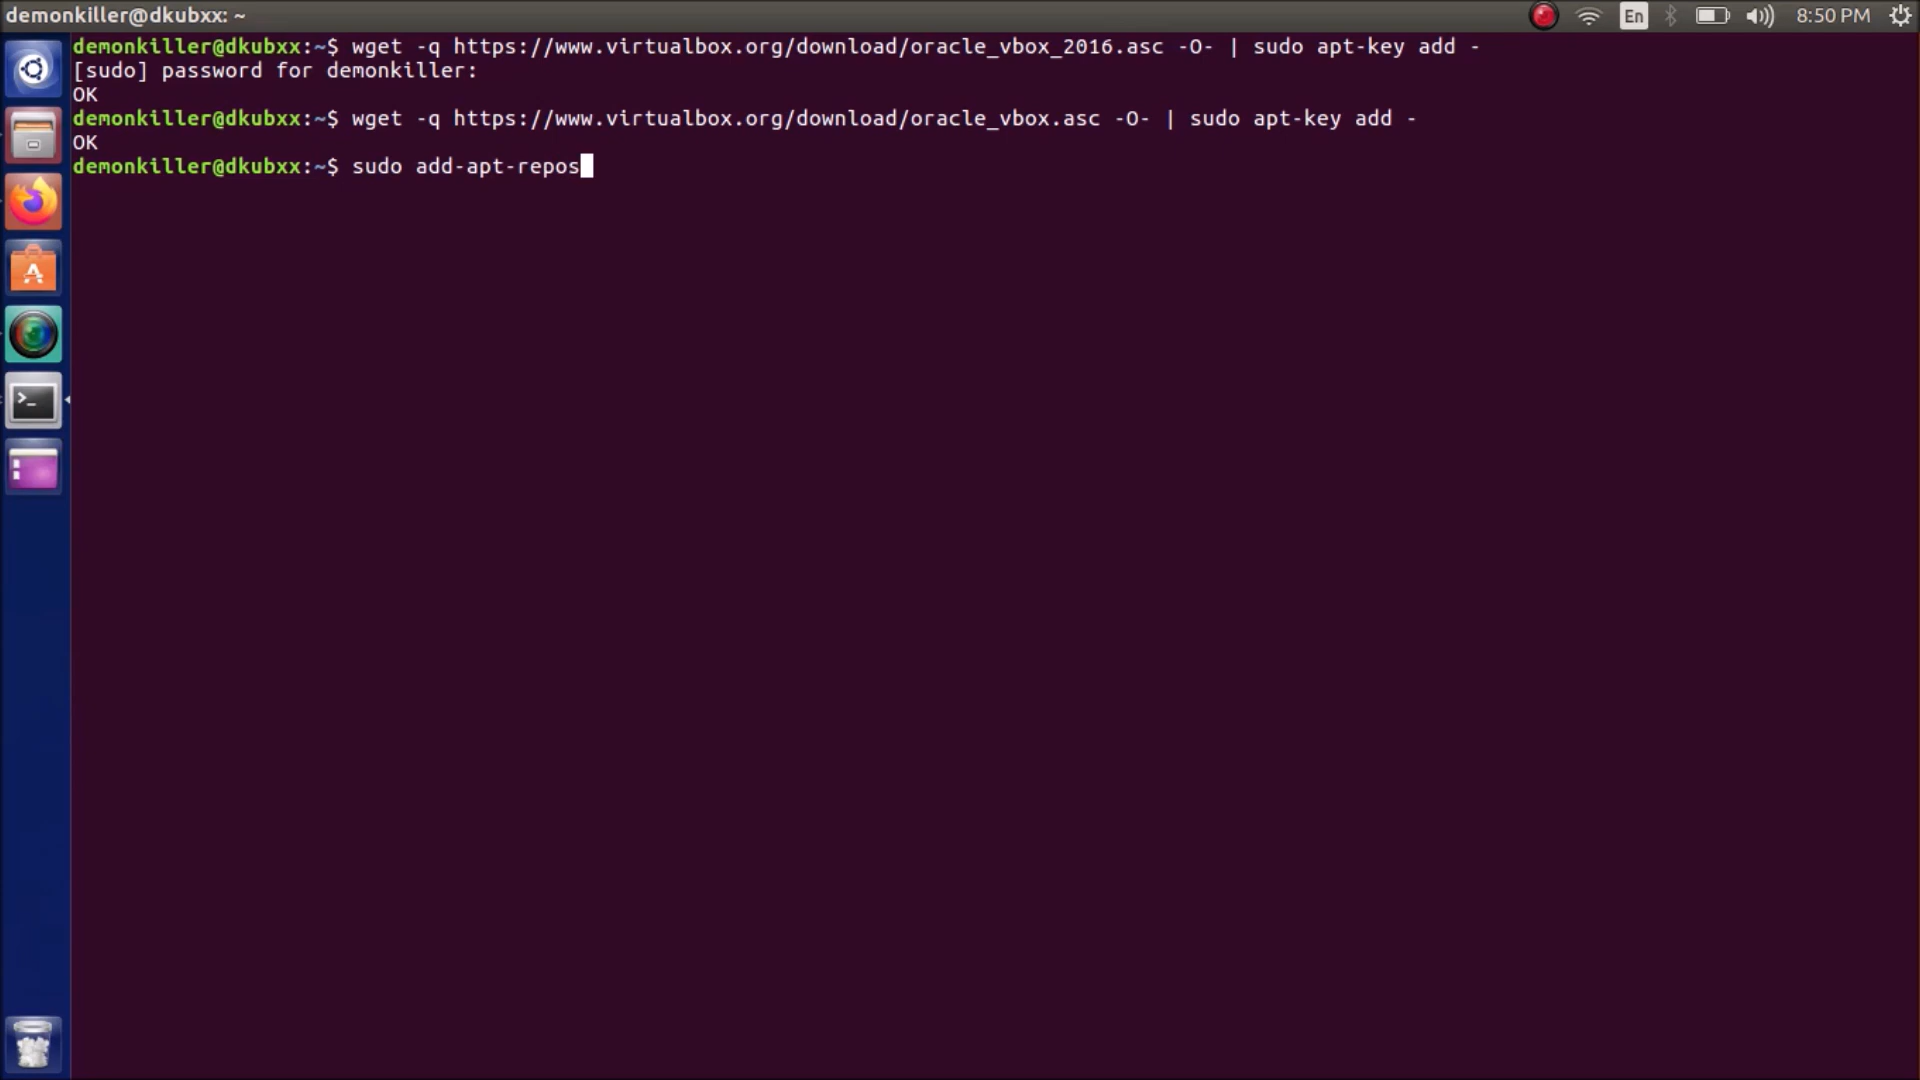 demonkiller@dkubxx: ~
En
8:50 PM
demonkiller@dkubxx:~$ wget -q https://www.virtualbox.org/download/oracle_vbox_2016.asc -O- | sudo apt-key add -
[sudo] password for demonkiller:
OK
demonkiller@dkubxx:~$ wget -q https://www.virtualbox.org/download/oracle_vbox.asc -O- | sudo apt-key add -
OK
demonkiller@dkubxx:~$ sudo add-apt-repos